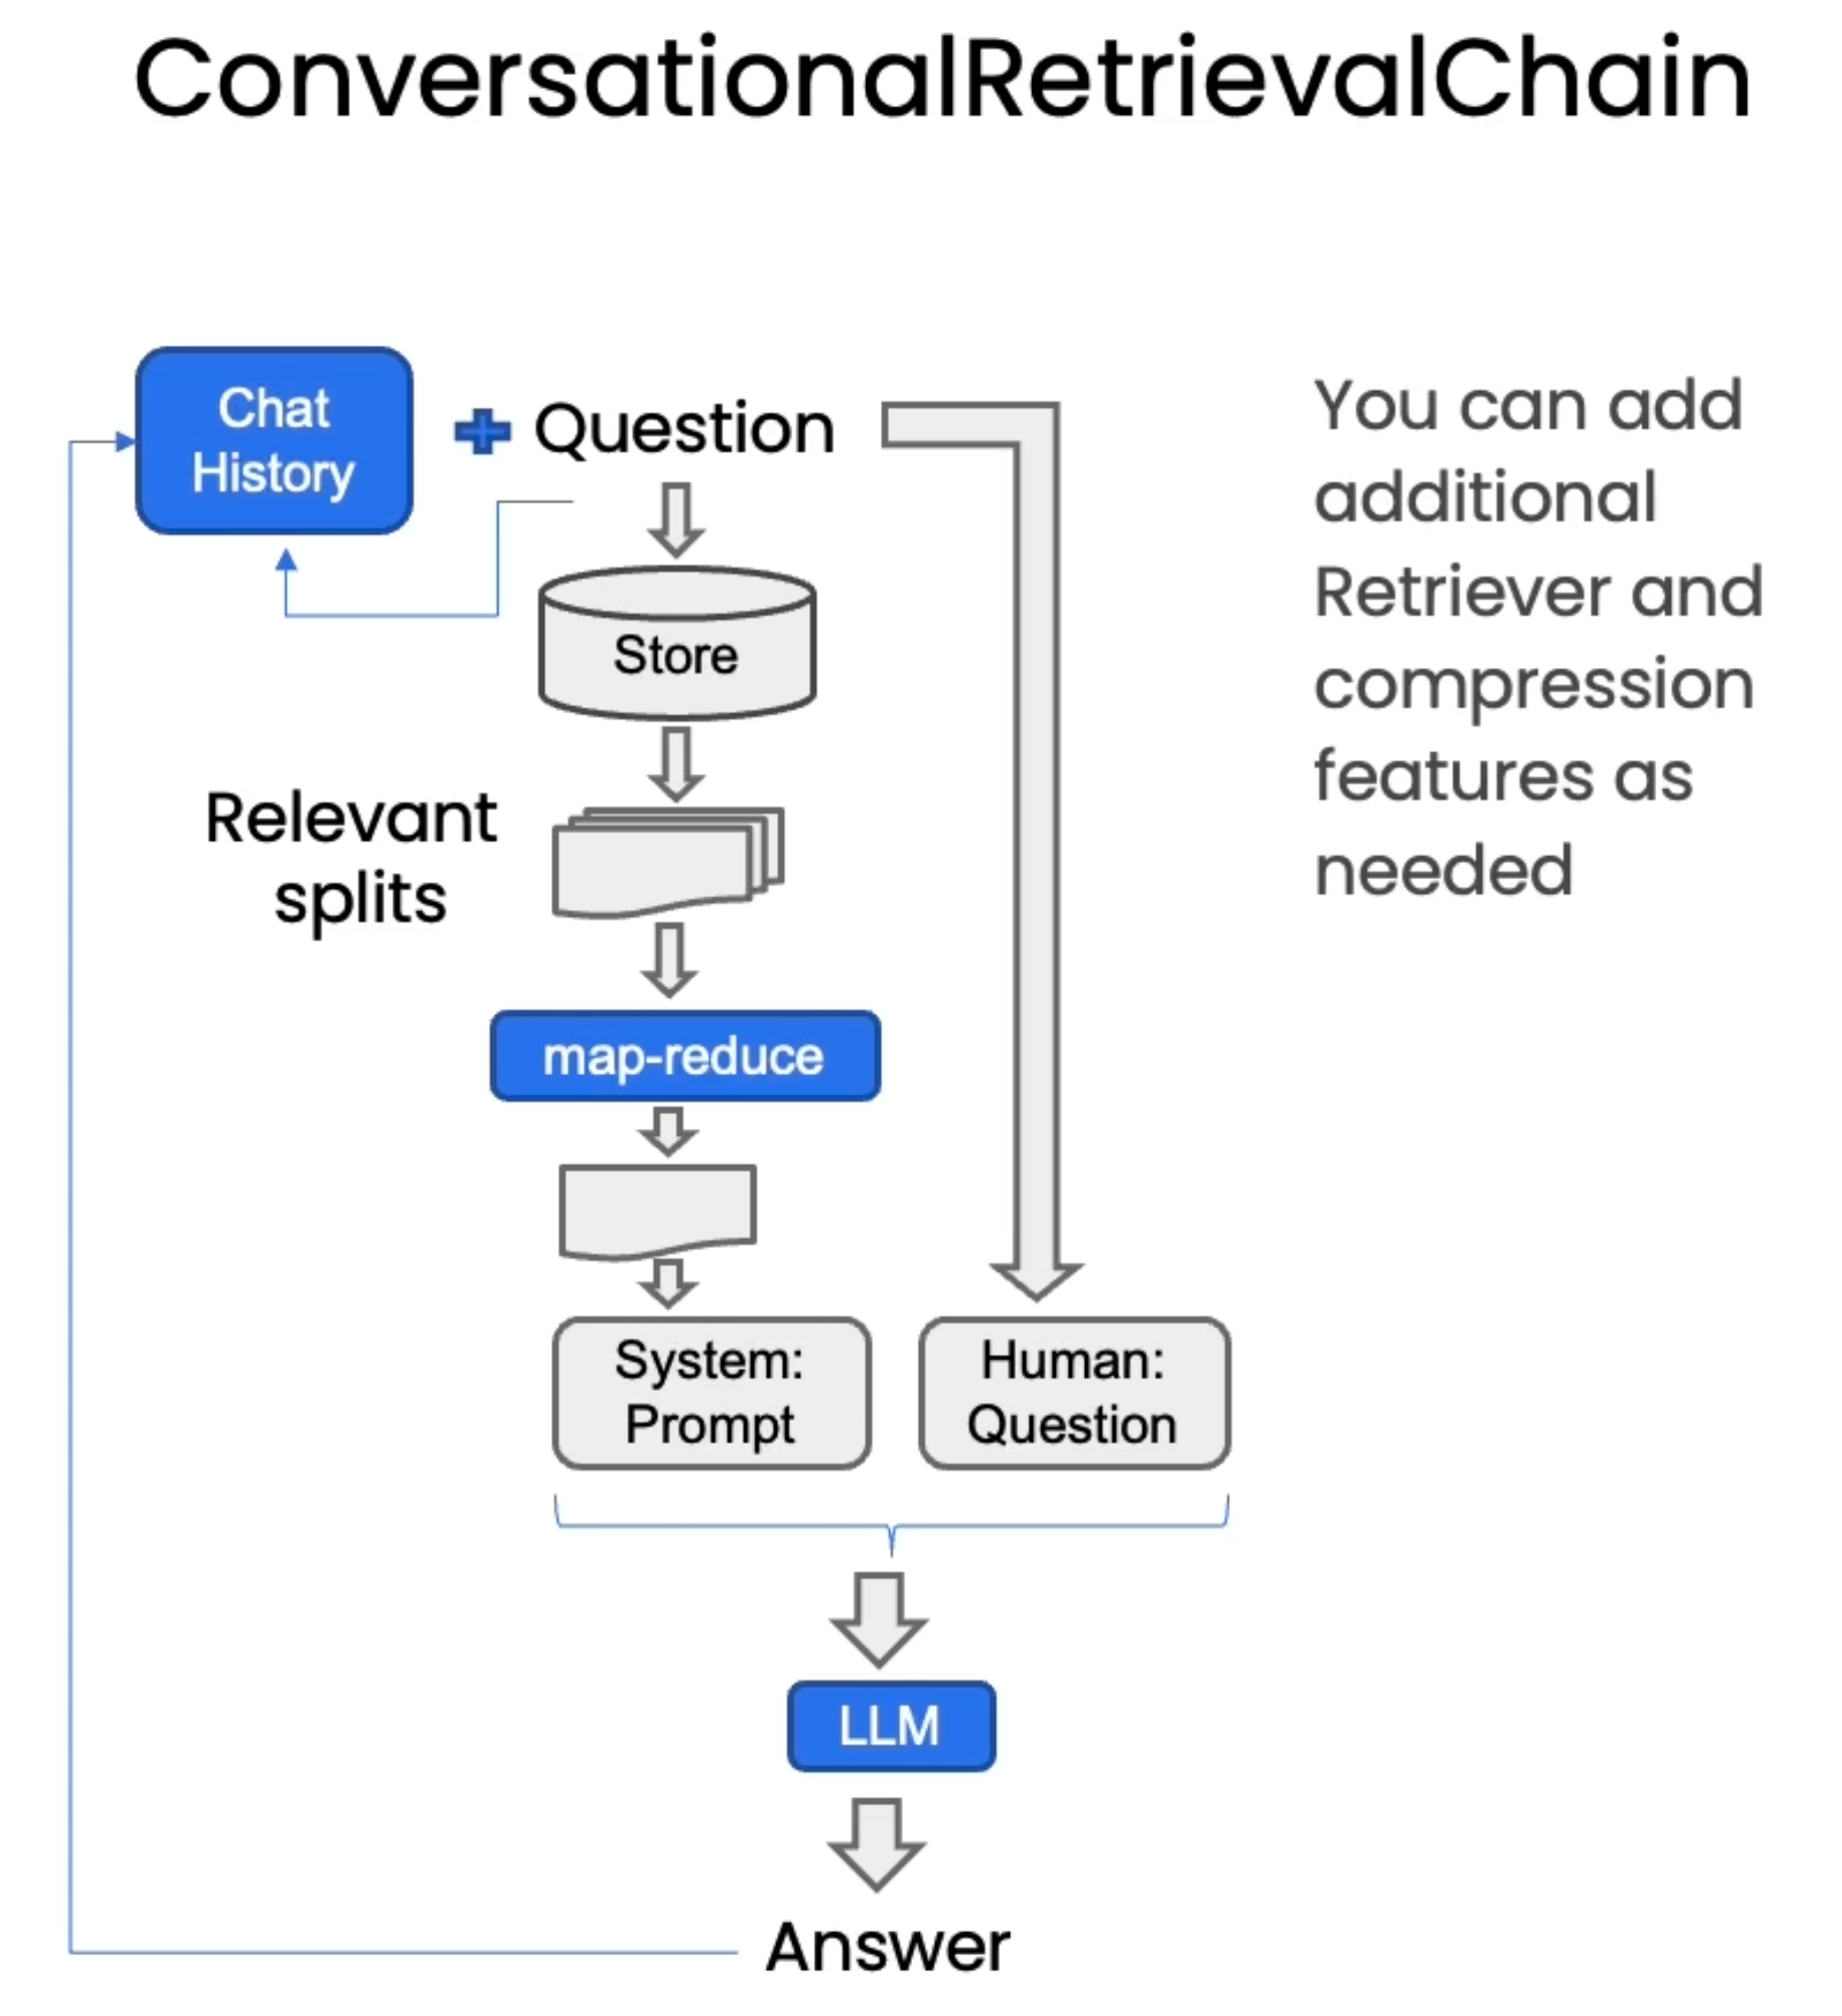 ConversationalRetrievalChain
Chat
History
Question
Store
Relevant
splits
map-reduce
System:
Prompt
Human:
Question
LLM
Answer
You can add
additional
Retriever and
compression
features as
needed